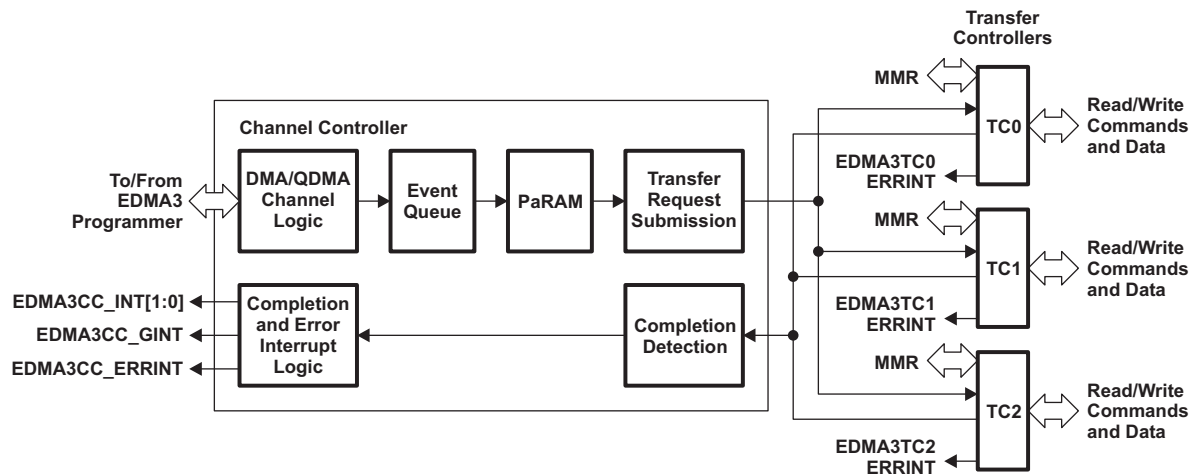 Transfer
Controllers
MMR
TC0
Read/Write
Commands
and Data
EDMA3TC0
ERRINT
Channel Controller
To/From
EDMA3
Programmer
DMA/QDMA
Channel
Logic
Event
Queue
PaRAM
Transfer
Request
Submission
MMR
TC1
Read/Write
Commands
and Data
EDMA3TC1
ERRINT
EDMA3CC_INT[1:0]
EDMA3CC_GINT
EDMA3CC_ERRINT
Completion
and Error
Interrupt
Logic
Completion
Detection
MMR
TC2
Read/Write
Commands
and Data
EDMA3TC2
ERRINT